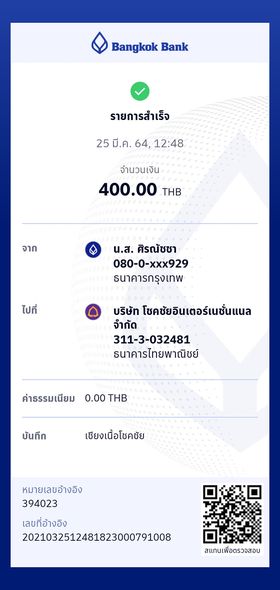 Bangkok Bank
รายการสำเร็จ
25 มี.ค. 64, 12:48
จำนวนเงิน
400.00 THB
จาก
น.ส. ศิรณัชชา
080-0-xxx929
ธนาคารกรุงเทพ
ไปที่
บริษัท โชคชัยอินเตอร์เนชั่นแนล
จำกัด
311-3-032481
ธนาคารไทยพาณิชย์
ค่าธรรมเนียม 0.00 THB
บันทึก เชียงเนื้อโชคชัย
หมายเลขอ้างอิง
394023
เลขที่อ้างอิง
2021032512481823000791008
สแกนเพื่อตรวจสอบ